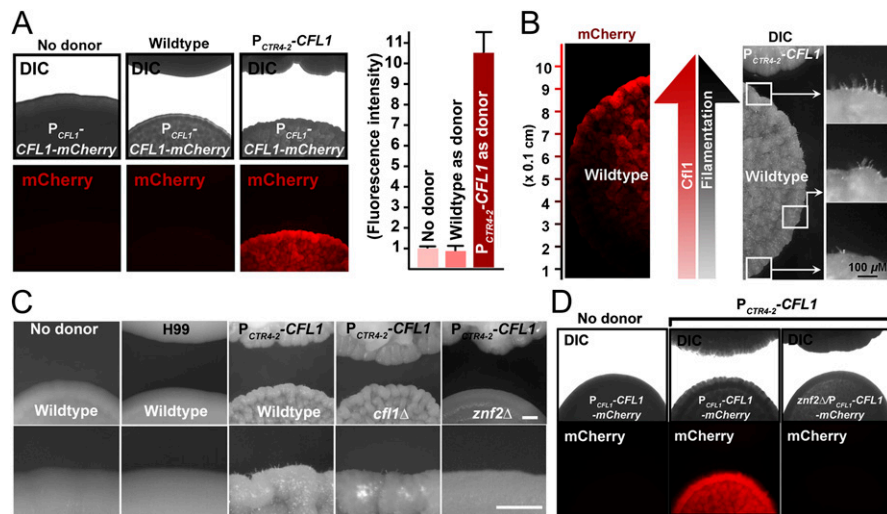 A
No donor
Wildtype
PCTR4-2-CFL1
DIC
DIC
DIC
PCFL1-
CFL1-mCherry
PCFL1-
CFL1-mCherry
PCFL1-
CFL1-mCherry
mCherry
mCherry
mCherry
(Fluorescence intensity)
11
10
9
8
7
6
5
4
3
2
1
No donor
Wildtype as donor
PCTR4-2-CFL1 as donor
B
mCherry
(x 0.1 cm)
10
9
8
7
6
5
4
3
2
1
Wildtype
Cfl1
Filamentation
DIC
PCTR4-2-CFL1
Wildtype
100 µM
C
No donor
H99
PCTR4-2-CFL1
PCTR4-2-CFL1
PCTR4-2-CFL1
Wildtype
Wildtype
Wildtype
cfl1Δ
znf2Δ
D
No donor
PCTR4-2-CFL1
DIC
DIC
DIC
PCFL1-CFL1
-mCherry
PCFL1-CFL1
-mCherry
znf2Δ/PCFL1-CFL1
-mCherry
mCherry
mCherry
mCherry